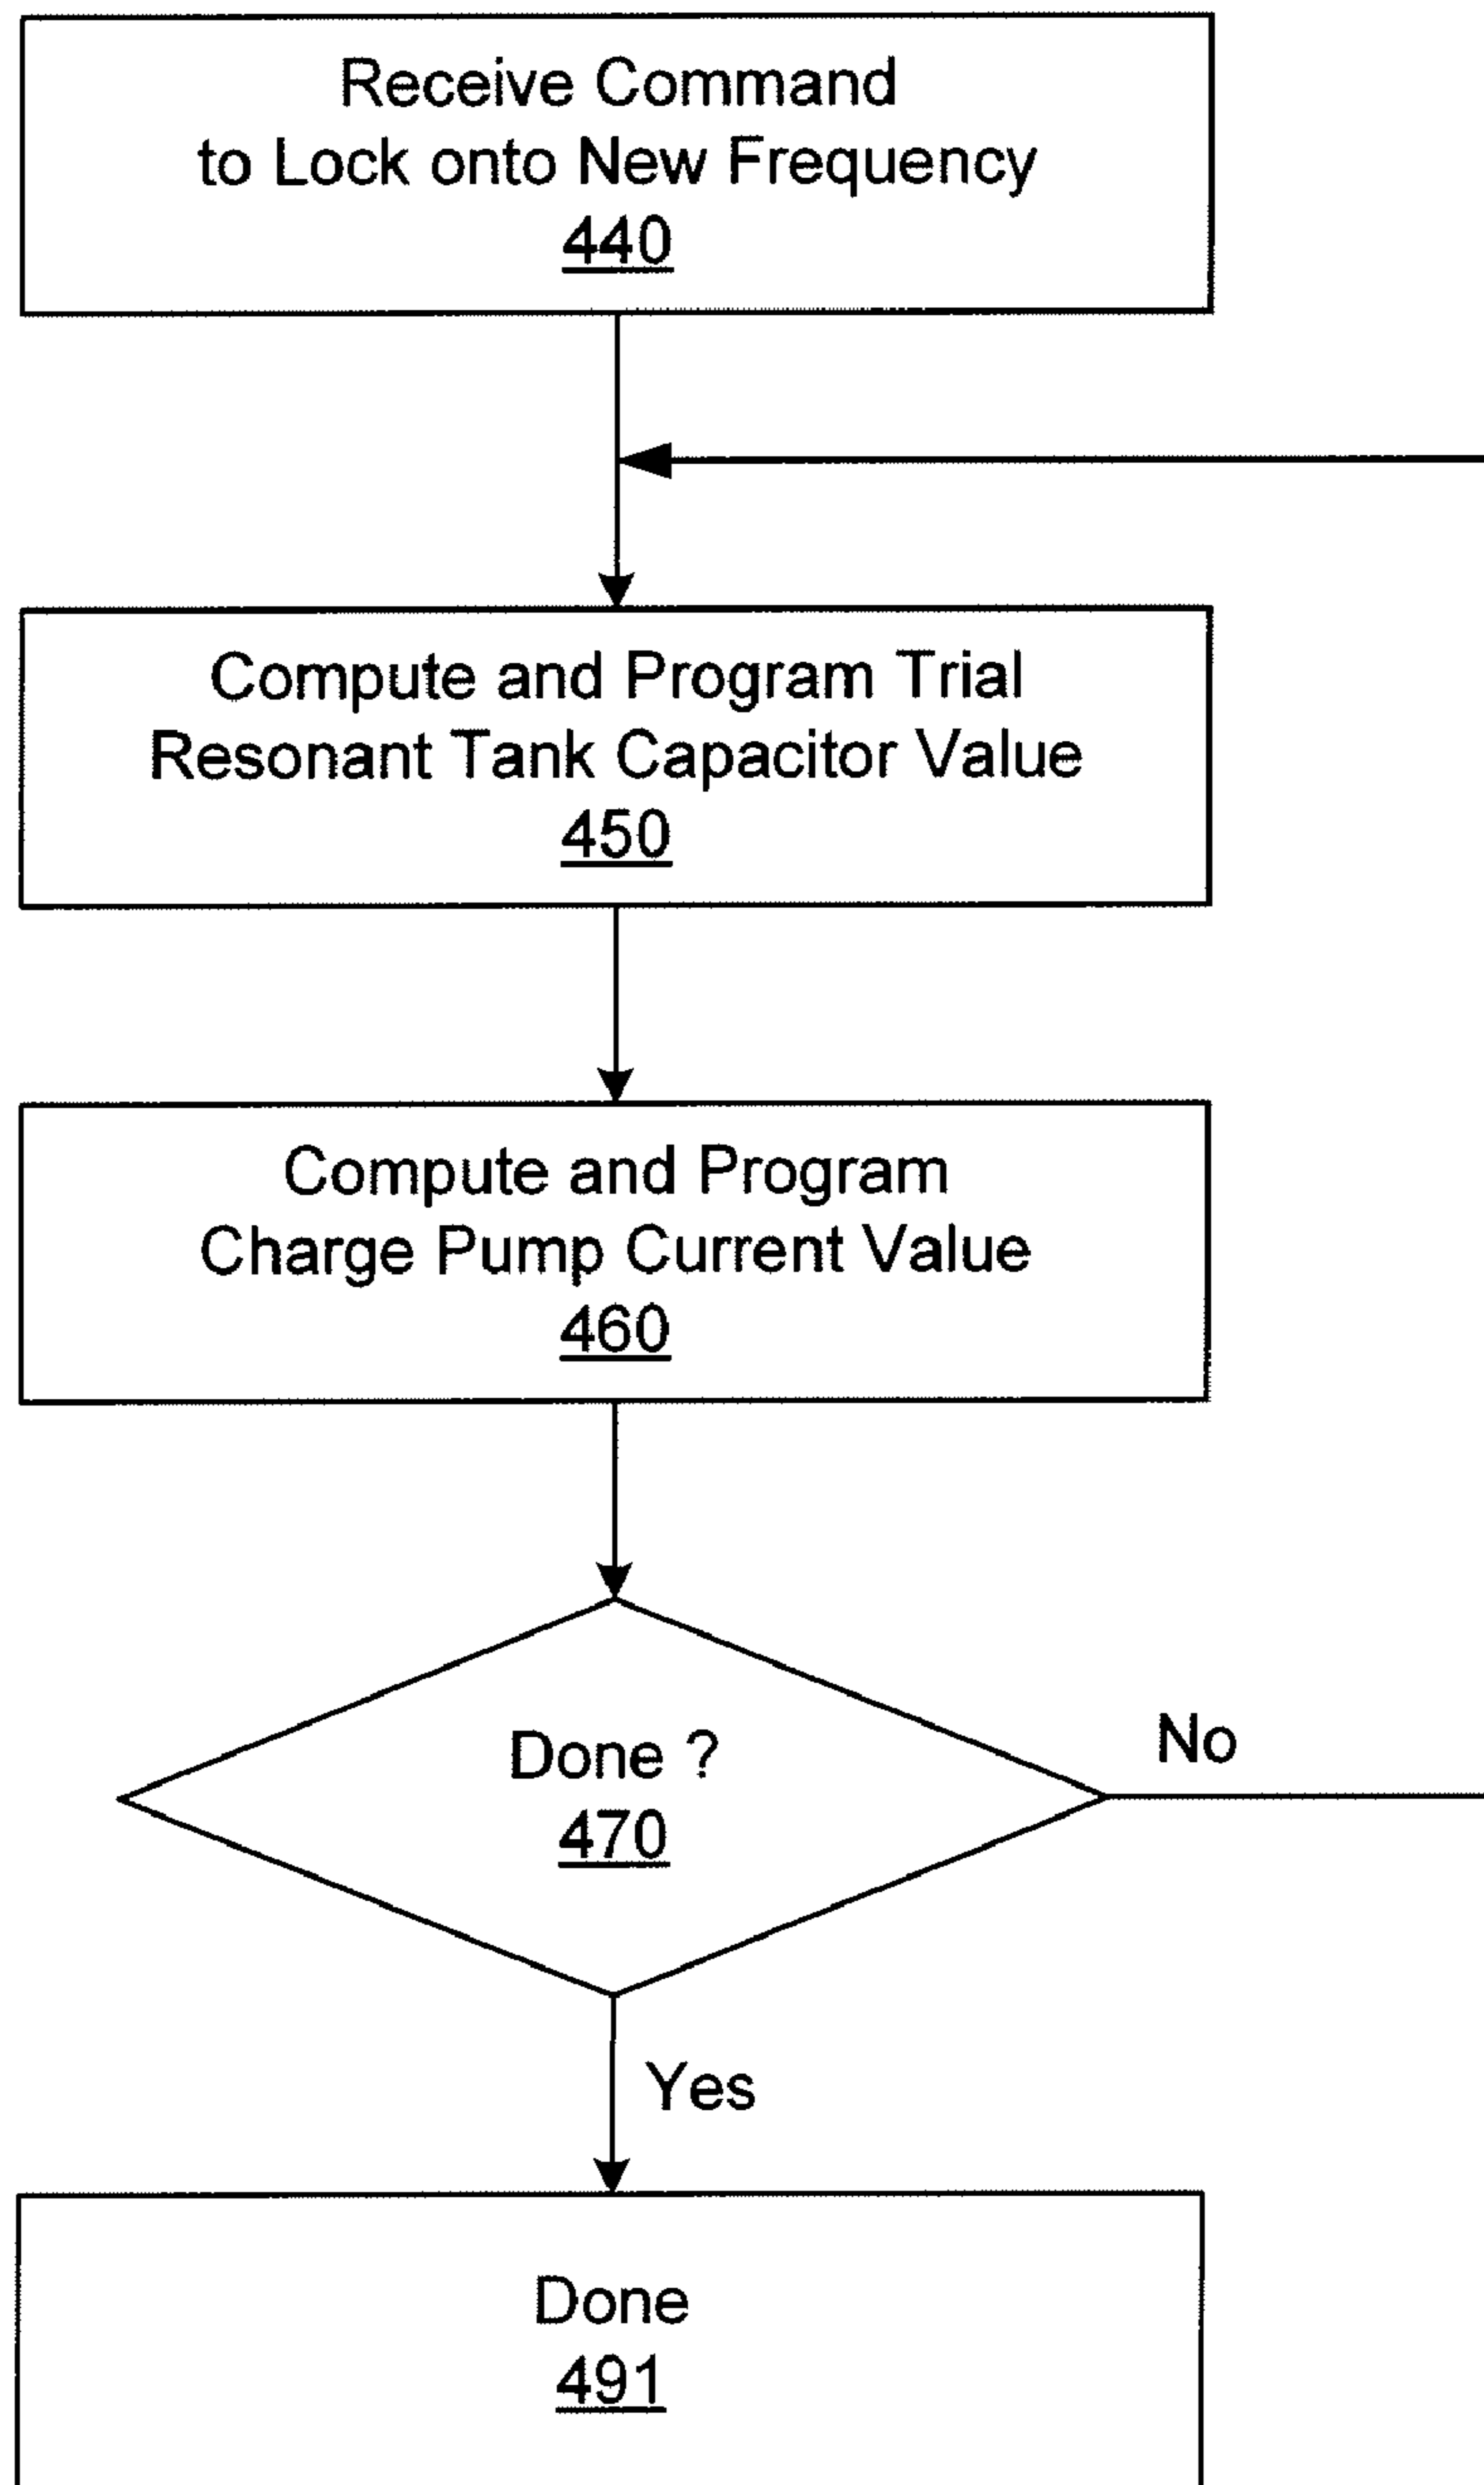 Receive Command
to Lock onto New Frequency
440
Compute and Program Trial
Resonant Tank Capacitor Value
450
Compute and Program
Charge Pump Current Value
460
Done ?
470
No
Yes
Done
491